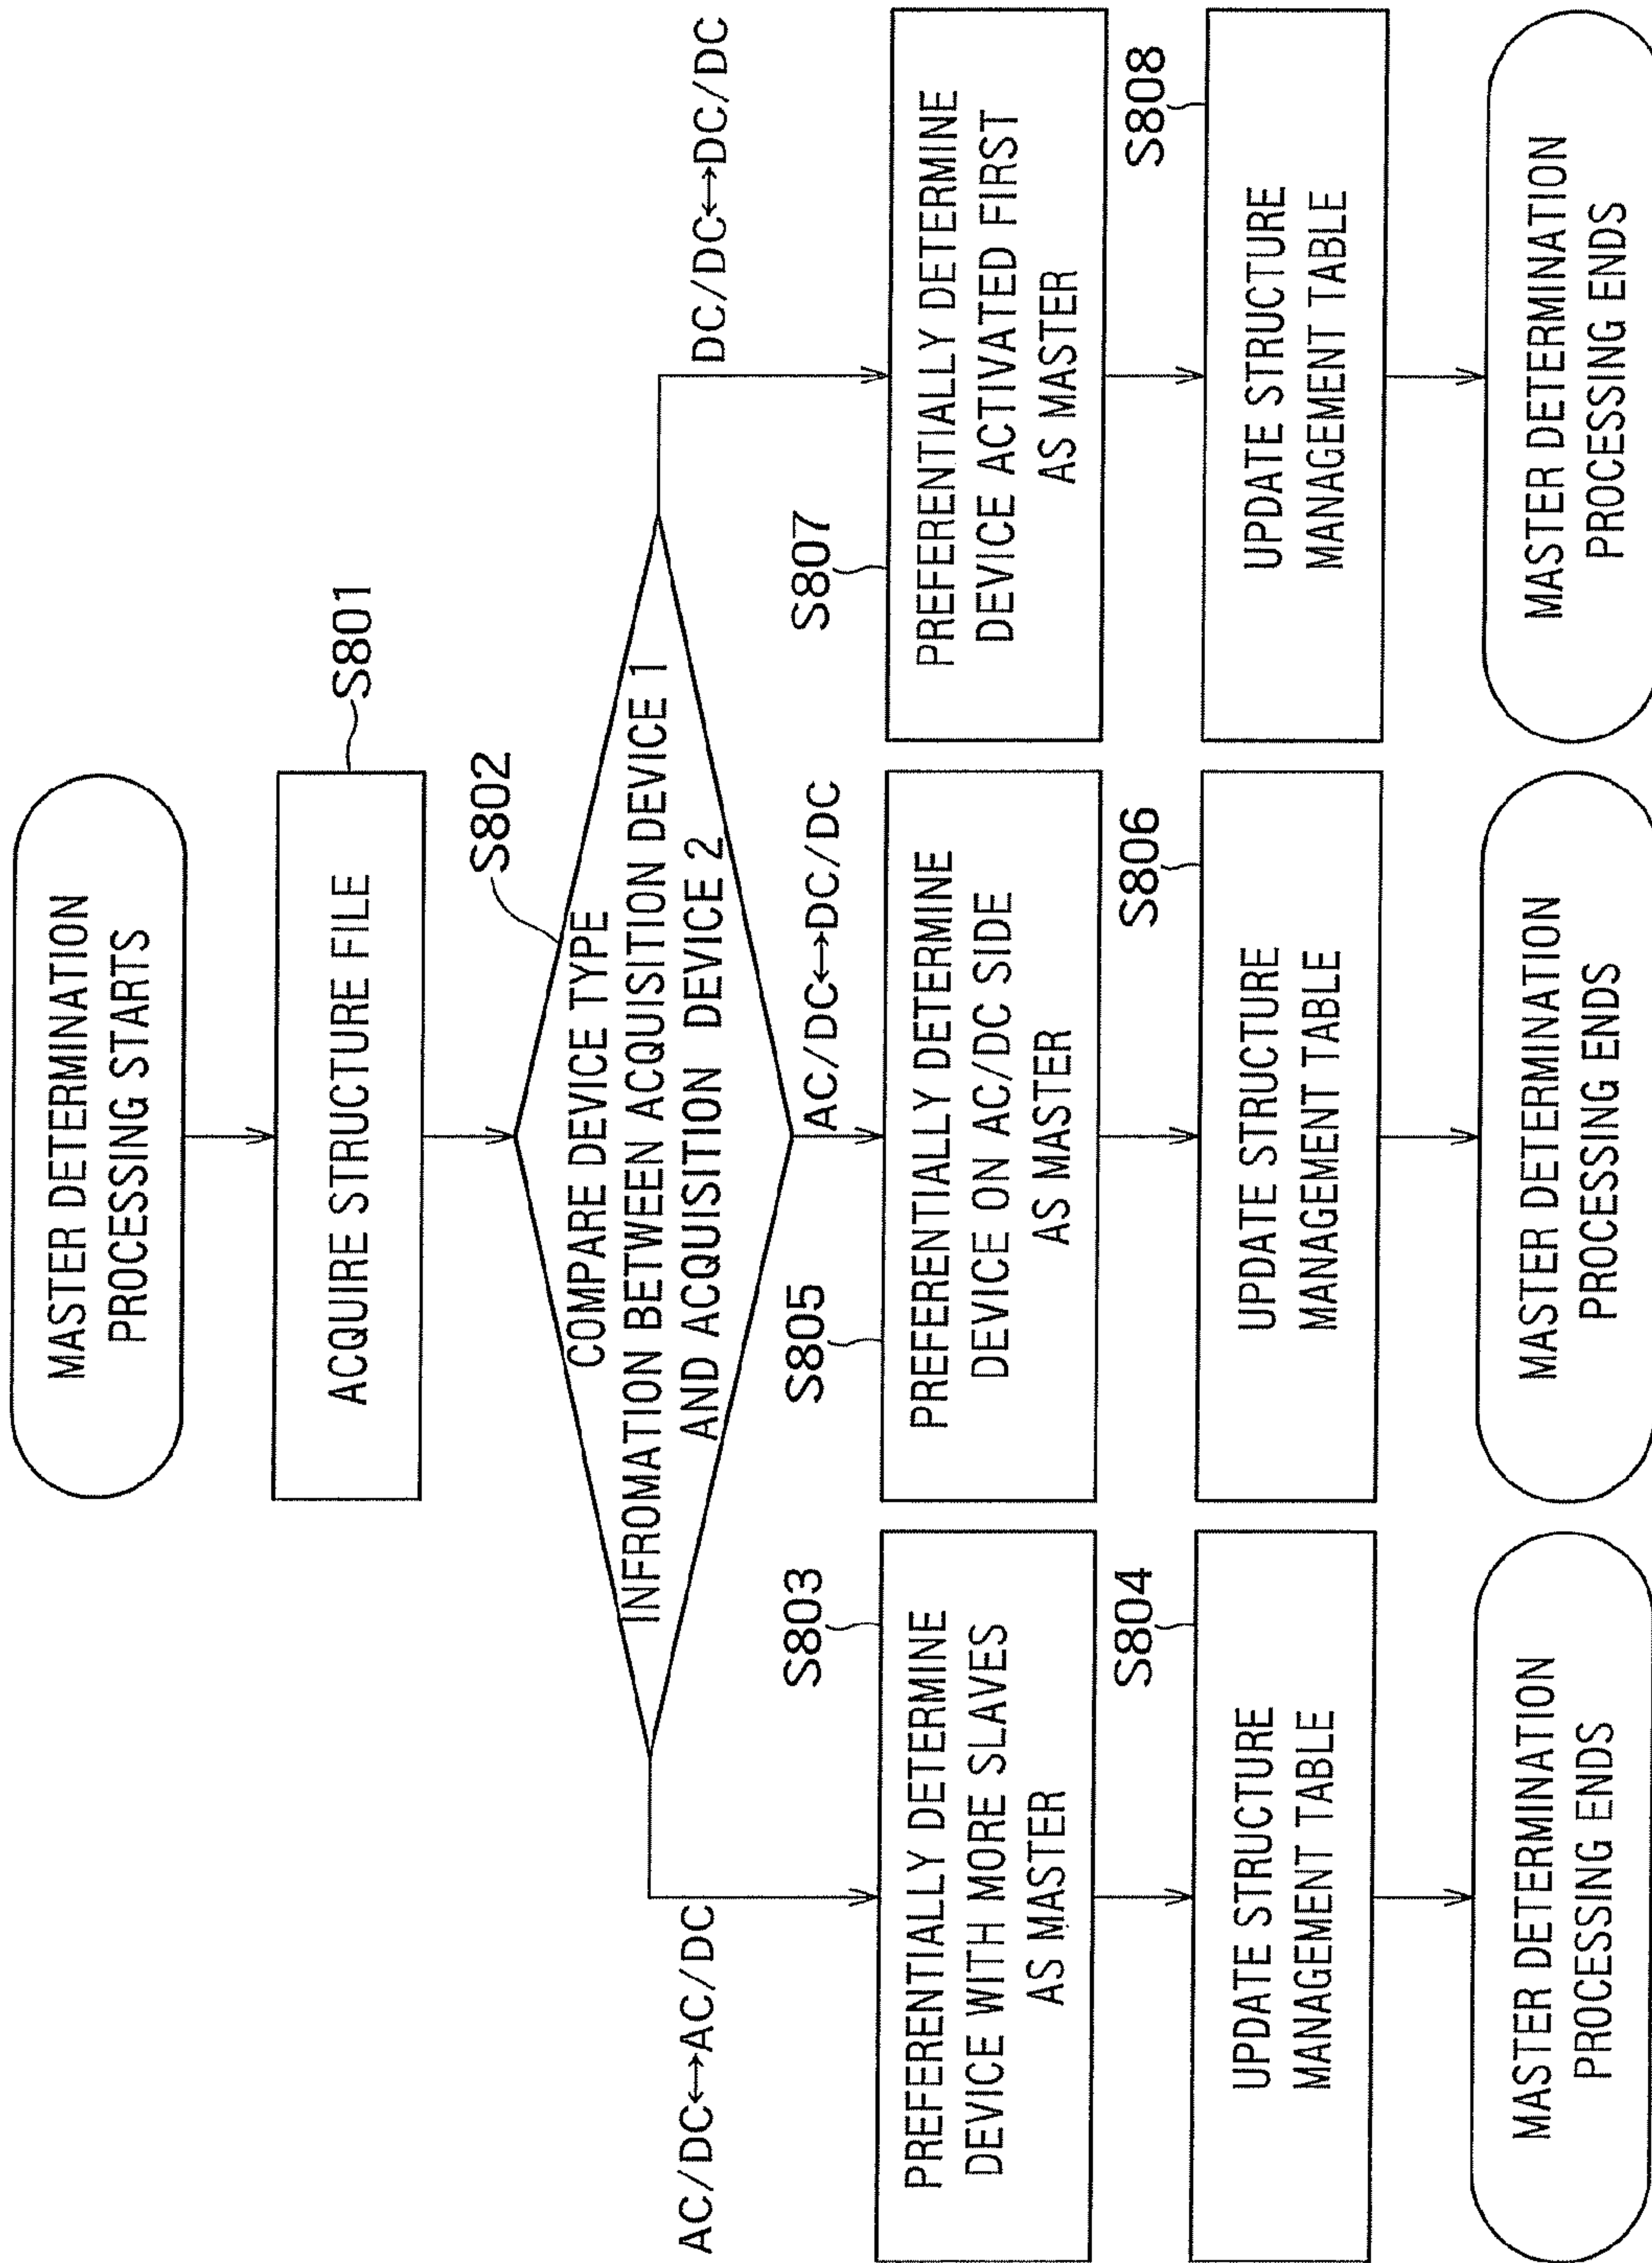 MASTER DETERMINATION
PROCESSING STARTS
S801
ACQUIRE STRUCTURE FILE
S802
COMPARE DEVICE TYPE
INFROMATION BETWEEN ACQUISITION DEVICE 1
AND ACQUISITION DEVICE 2
AC/DC↔AC/DC
AC/DC↔DC/DC
DC/DC↔DC/DC
S803
PREFERENTIALLY DETERMINE
DEVICE WITH MORE SLAVES
AS MASTER
S804
UPDATE STRUCTURE
MANAGEMENT TABLE
MASTER DETERMINATION
PROCESSING ENDS
S805
PREFERENTIALLY DETERMINE
DEVICE ON AC/DC SIDE
AS MASTER
S806
UPDATE STRUCTURE
MANAGEMENT TABLE
MASTER DETERMINATION
PROCESSING ENDS
S807
PREFERENTIALLY DETERMINE
DEVICE ACTIVATED FIRST
AS MASTER
S808
UPDATE STRUCTURE
MANAGEMENT TABLE
MASTER DETERMINATION
PROCESSING ENDS